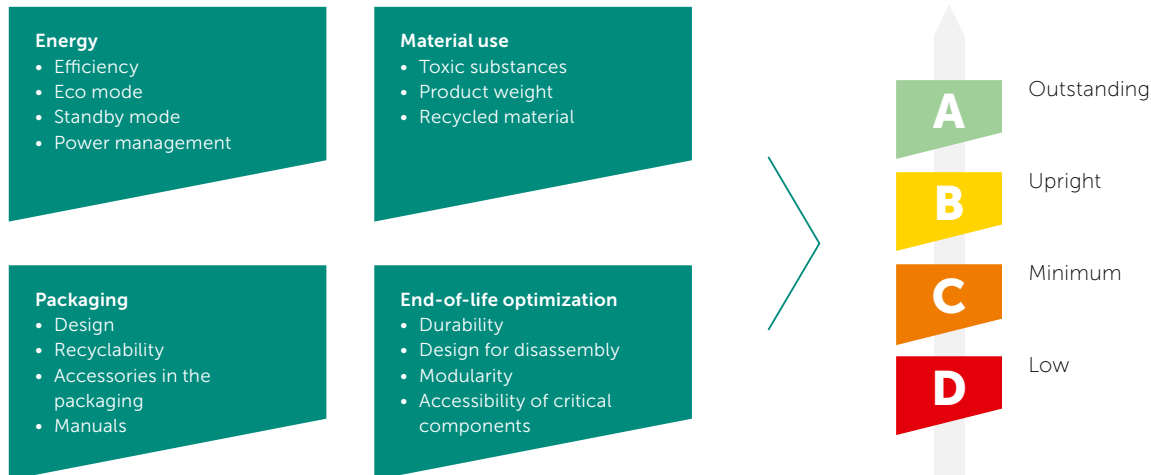 Energy
• Efficiency
• Eco mode
• Standby mode
• Power management
Material use
• Toxic substances
• Product weight
• Recycled material
Packaging
• Design
• Recyclability
• Accessories in the
packaging
• Manuals
End-of-life optimization
• Durability
• Design for disassembly
• Modularity
• Accessibility of critical
components
A
Outstanding
B
Upright
C
Minimum
D
Low